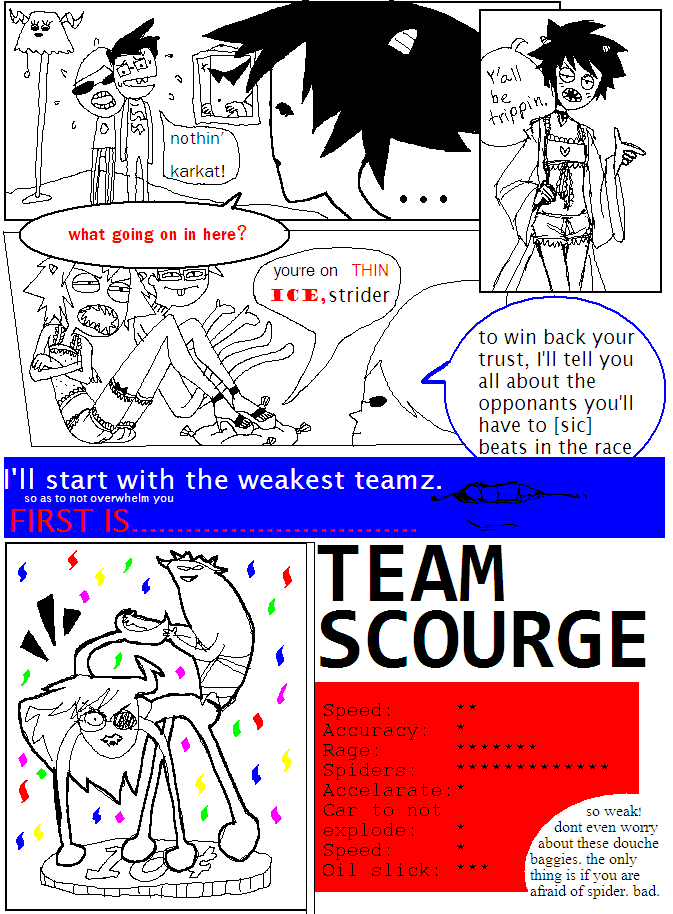 Y'all
be
trippin.
nothin'
karkat!
...
what going on in here?
you're on THIN
ICE, strider
to win back your
trust, I'll tell you
all about the
opponants you'll
have to [sic]
beats in the race
I'll start with the weakest teamz.
so as to not overwhelm you
FIRST IS................................
TEAM
SCOURGE
Speed: **
Accuracy: *
Rage: *******
Spiders: *************
Accelarate:*
Car to not
explode: *
Speed: *
Oil slick: ***
so weak!
dont even worry
about these douche
baggies. the only
thing is if you are
afraid of spider. bad.